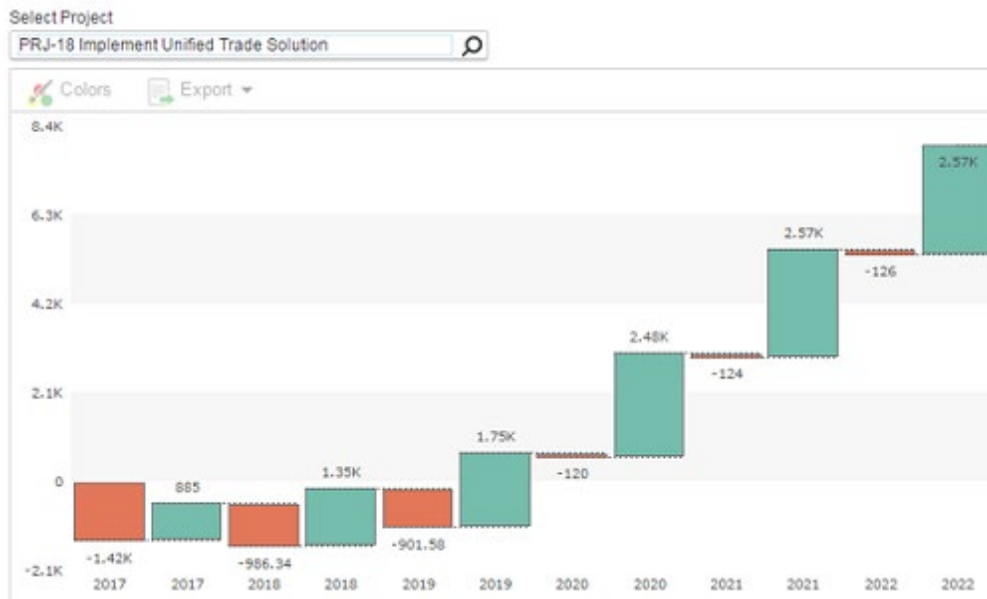 Select Project
PRJ-18 Implement Unified Trade Solution
Colors Export
8.4K
2.57K
6.3K
2.57K
-126
4.2K
2.48K
-124
2.1K
1.75K
-120
1.35K
885
0
-901.58
-1.42K
-986.34
-2.1K
2017 2017 2018 2018 2019 2019 2020 2020 2021 2021 2022 2022